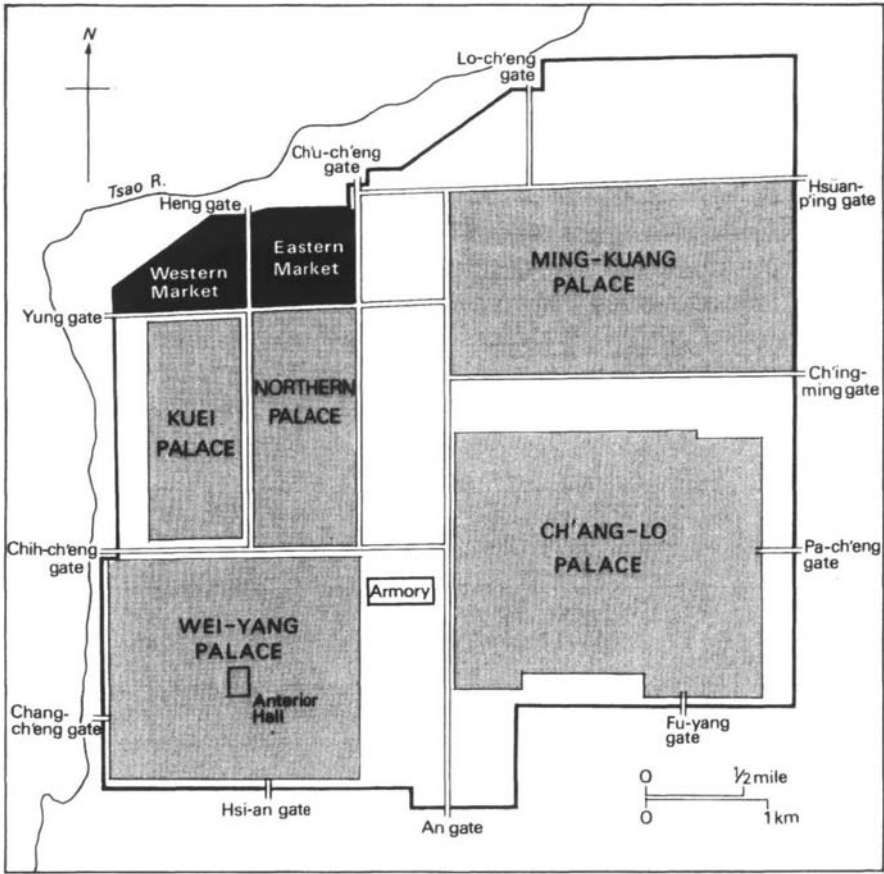 N
Lo-ch'eng
gate
Ch'u-ch'eng
gate
Tsao R.
Heng gate
Hsüan-
p'ing gate
Western
Market
Eastern
Market
MING-KUANG
PALACE
Yung gate
Ch'ing-
ming gate
KUEI
PALACE
NORTHERN
PALACE
CH'ANG-LO
PALACE
Chih-ch'eng
gate
Pa-ch'eng
gate
Armory
WEI-YANG
PALACE
Anterior
Hall
Chang-
ch'eng gate
Fu-yang
gate
Hsi-an gate
An gate
0 ½ mile
0 1 km